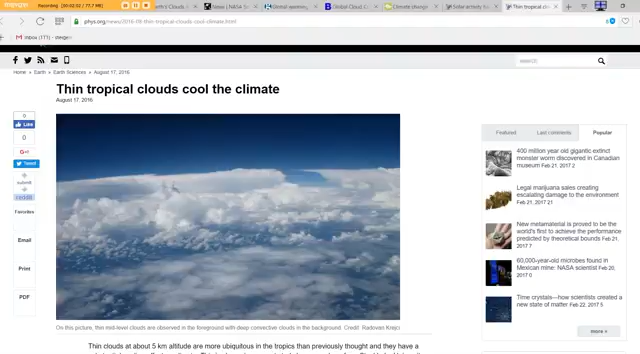 Recording [00:02:52 / 77.7 MB]
phys.org/news/2016-08-thin-tropical-clouds-cool-climate.html
search
Home » Earth » Earth Sciences » August 17, 2016
Thin tropical clouds cool the climate
August 17, 2016
0
Like
0
G+1
Tweet
submit
reddit
Favorites
Email
Print
PDF
On this picture, thin mid-level clouds are observed in the foreground with deep convective clouds in the background. Credit: Radovan Krejci
Thin clouds at about 5 km altitude are more ubiquitous in the tropics than previously thought and they have a
Featured
Last comments
Popular
400 million year old gigantic extinct
monster worm discovered in Canadian
museum Feb 21, 2017 2
Legal marijuana sales creating
escalating damage to the environment
Feb 21, 2017 21
New metamaterial is proved to be the
world's first to achieve the performance
predicted by theoretical bounds Feb 20,
2017 7
60,000-year-old microbes found in
Mexican mine: NASA scientist Feb 20,
2017 0
Time crystals—how scientists created a
new state of matter Feb 22, 2017 5
more »